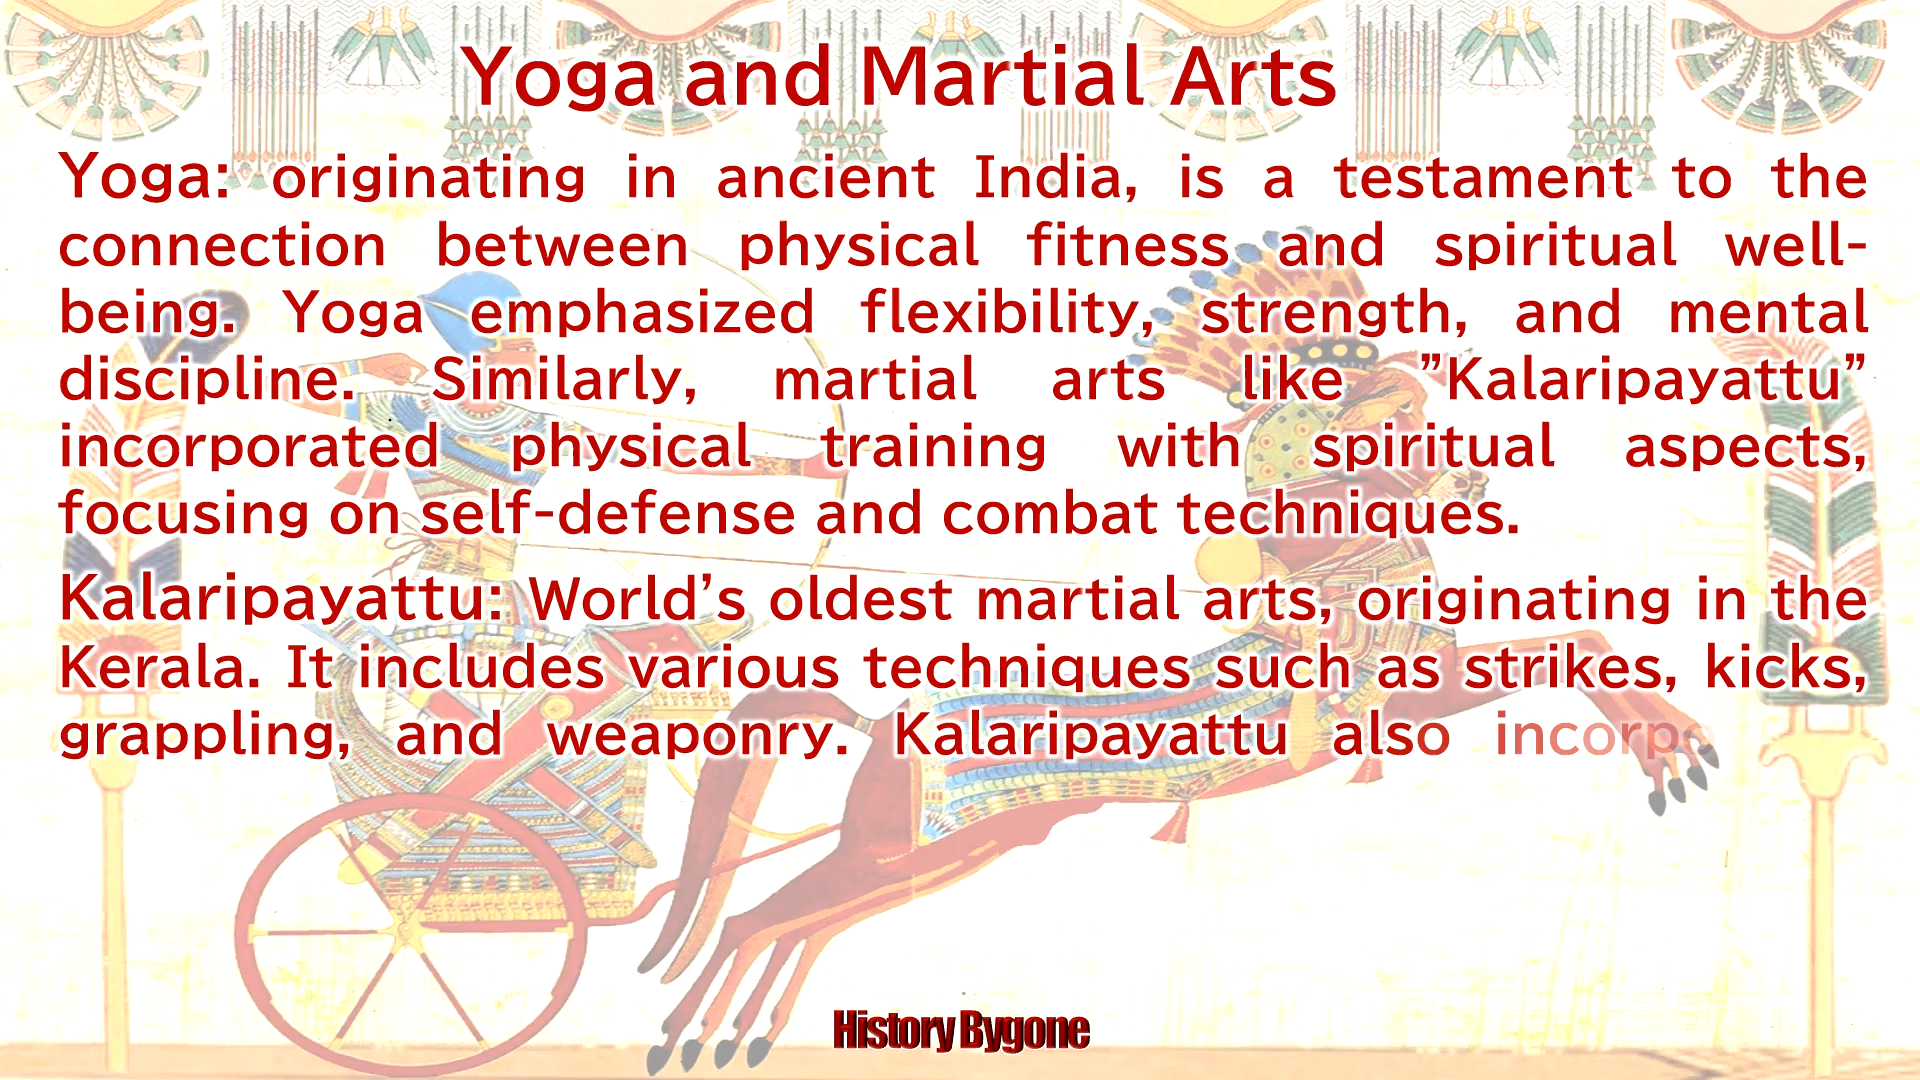 Yoga and Martial Arts
Yoga: originating in ancient India, is a testament to the
connection between physical fitness and spiritual well-
being. Yoga emphasized flexibility, strength, and mental
discipline. Similarly, martial arts like ”Kalaripayattu”
incorporated physical training with spiritual aspects,
focusing on self-defense and combat techniques.
Kalaripayattu: World’s oldest martial arts, originating in the
Kerala. It includes various techniques such as strikes, kicks,
grappling, and weaponry. Kalaripayattu also
History Bygone